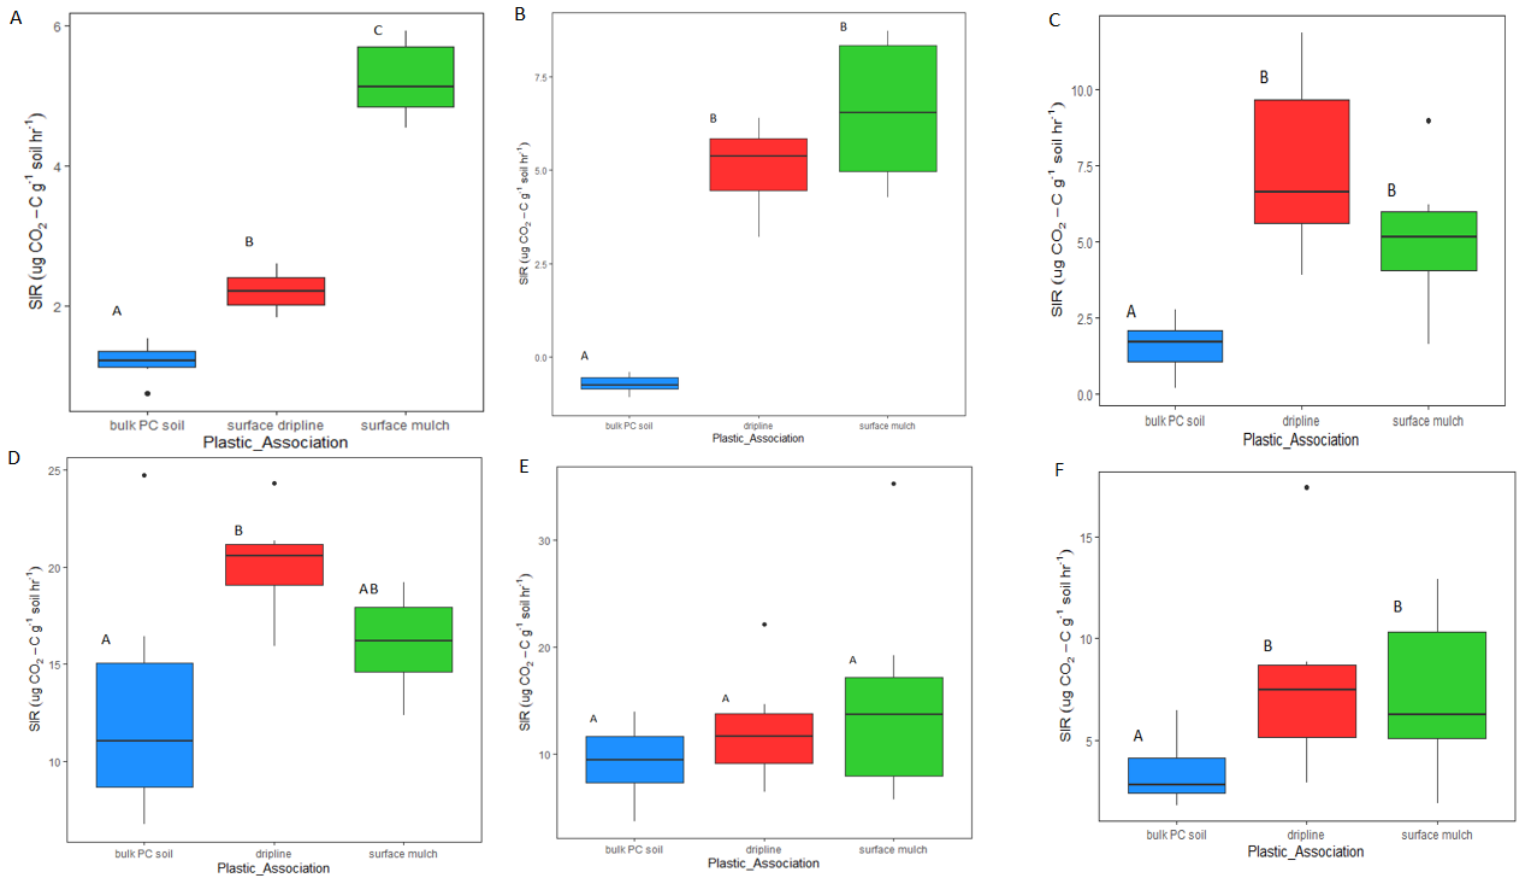 A
6
4
2
SIR (ug CO2 – C g-1 soil hr-1)
A
B
C
bulk PC soil surface dripline surface mulch
Plastic_Association
B
7.5
5.0
2.5
0.0
SIR (ug CO2 – C g-1 soil hr-1)
A
B
B
bulk PC soil dripline surface mulch
Plastic_Association
C
10.0
7.5
5.0
2.5
0.0
SIR (ug CO2 – C g-1 soil hr-1)
A
B
B
bulk PC soil dripline surface mulch
Plastic_Association
D
25
20
15
10
SIR (ug CO2 – C g-1 soil hr-1)
A
B
AB
bulk PC soil dripline surface mulch
Plastic_Association
E
30
20
10
SIR (ug CO2 – C g-1 soil hr-1)
A
A
A
bulk PC soil dripline surface mulch
Plastic_Association
F
15
10
5
SIR (ug CO2 – C g-1 soil hr-1)
A
B
B
bulk PC soil dripline surface mulch
Plastic_Association